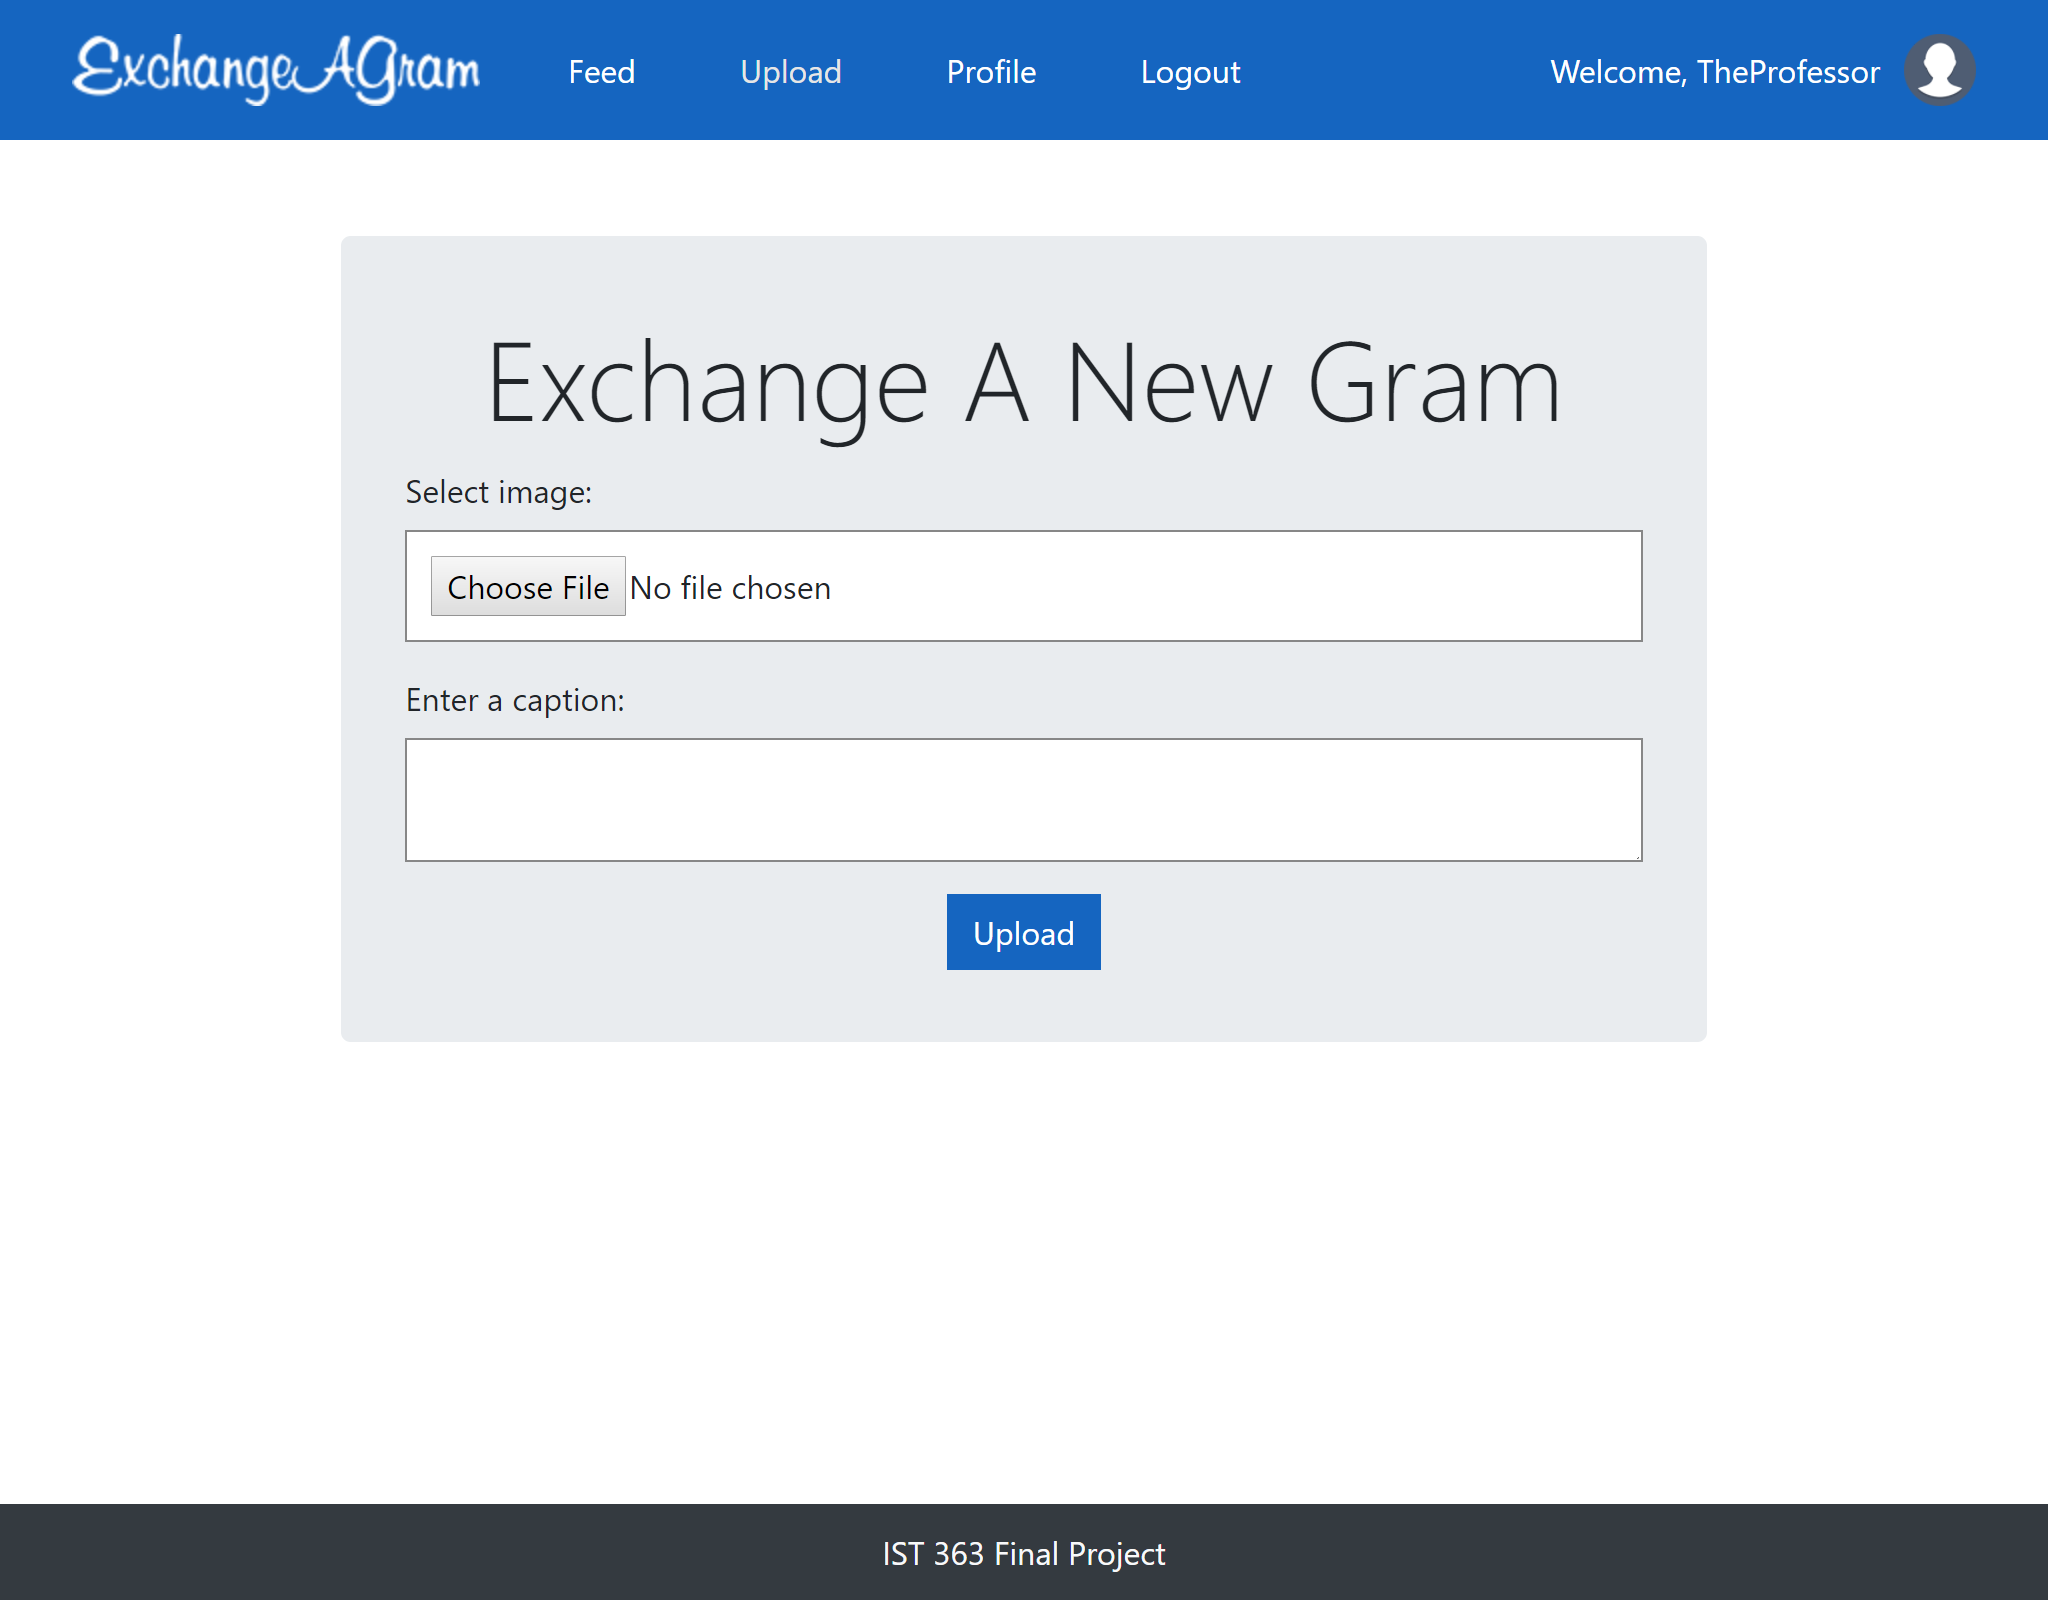 ExchangeAGram Feed Upload Profile Logout Welcome, TheProfessor
Exchange A New Gram
Select image:
Choose File No file chosen
Enter a caption:
Upload
IST 363 Final Project